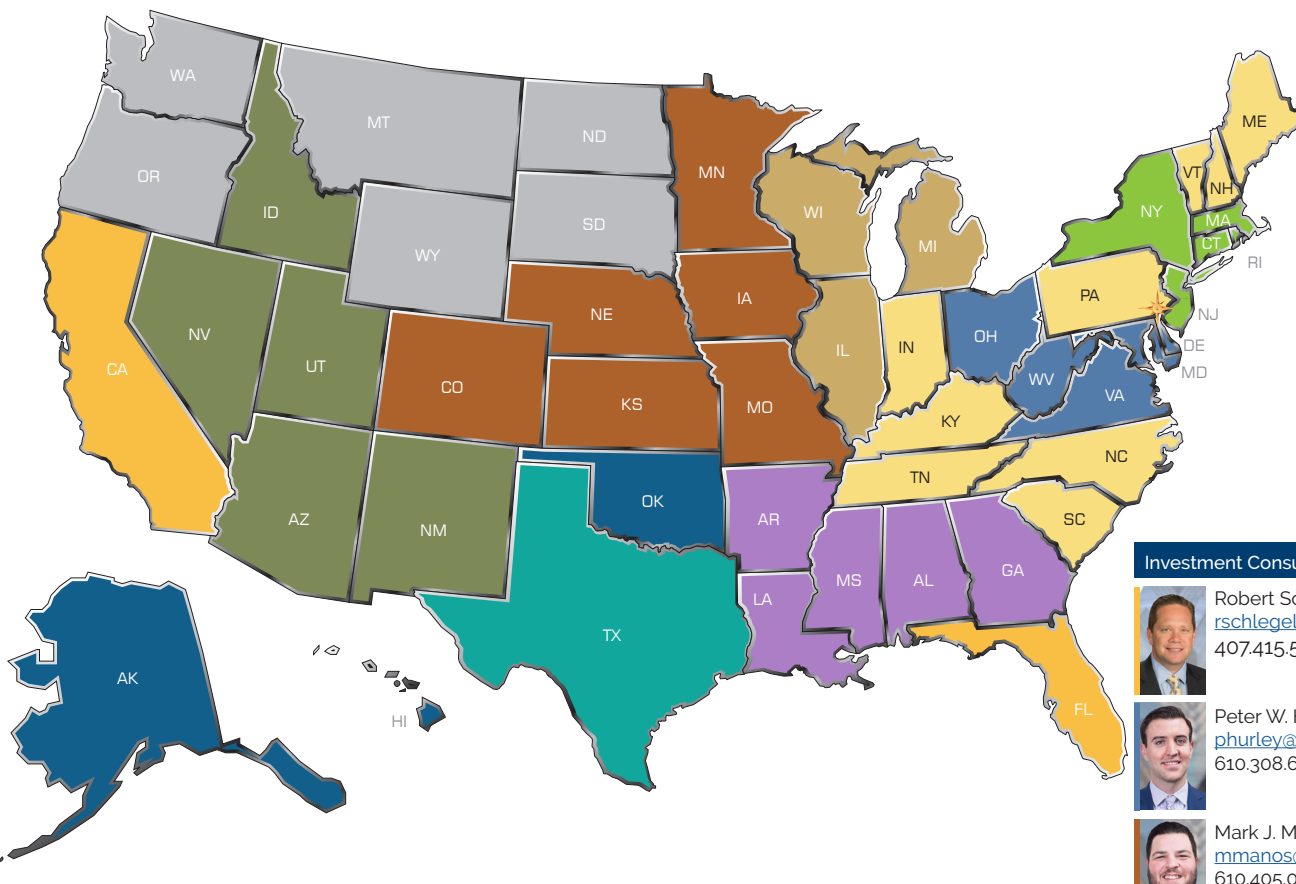 WA
MT
ND
MN
ME
OR
ID
SD
WI
MI
VT
NH
NY
MA
CT
RI
WY
NV
UT
CA
CO
NE
IA
KS
MO
IL
IN
OH
PA
NJ
DE
MD
WV
VA
KY
TN
NC
SC
AZ
NM
OK
AR
TX
LA
MS
AL
GA
FL
AK
HI
Investment
Robert
407.415.5
Peter W.
phurley@
610.308.6
Mark J.
mmanos@